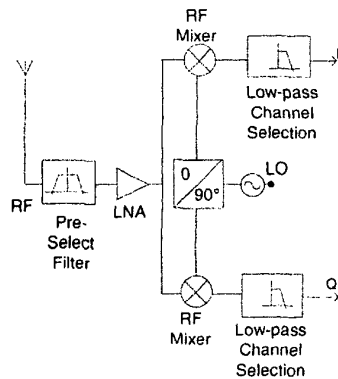 RF
Mixer
Low-pass
Channel
Selection
0
90°
LO
RF
LNA
Pre-
Select
Filter
Q
RF
Mixer
Low-pass
Channel
Selection